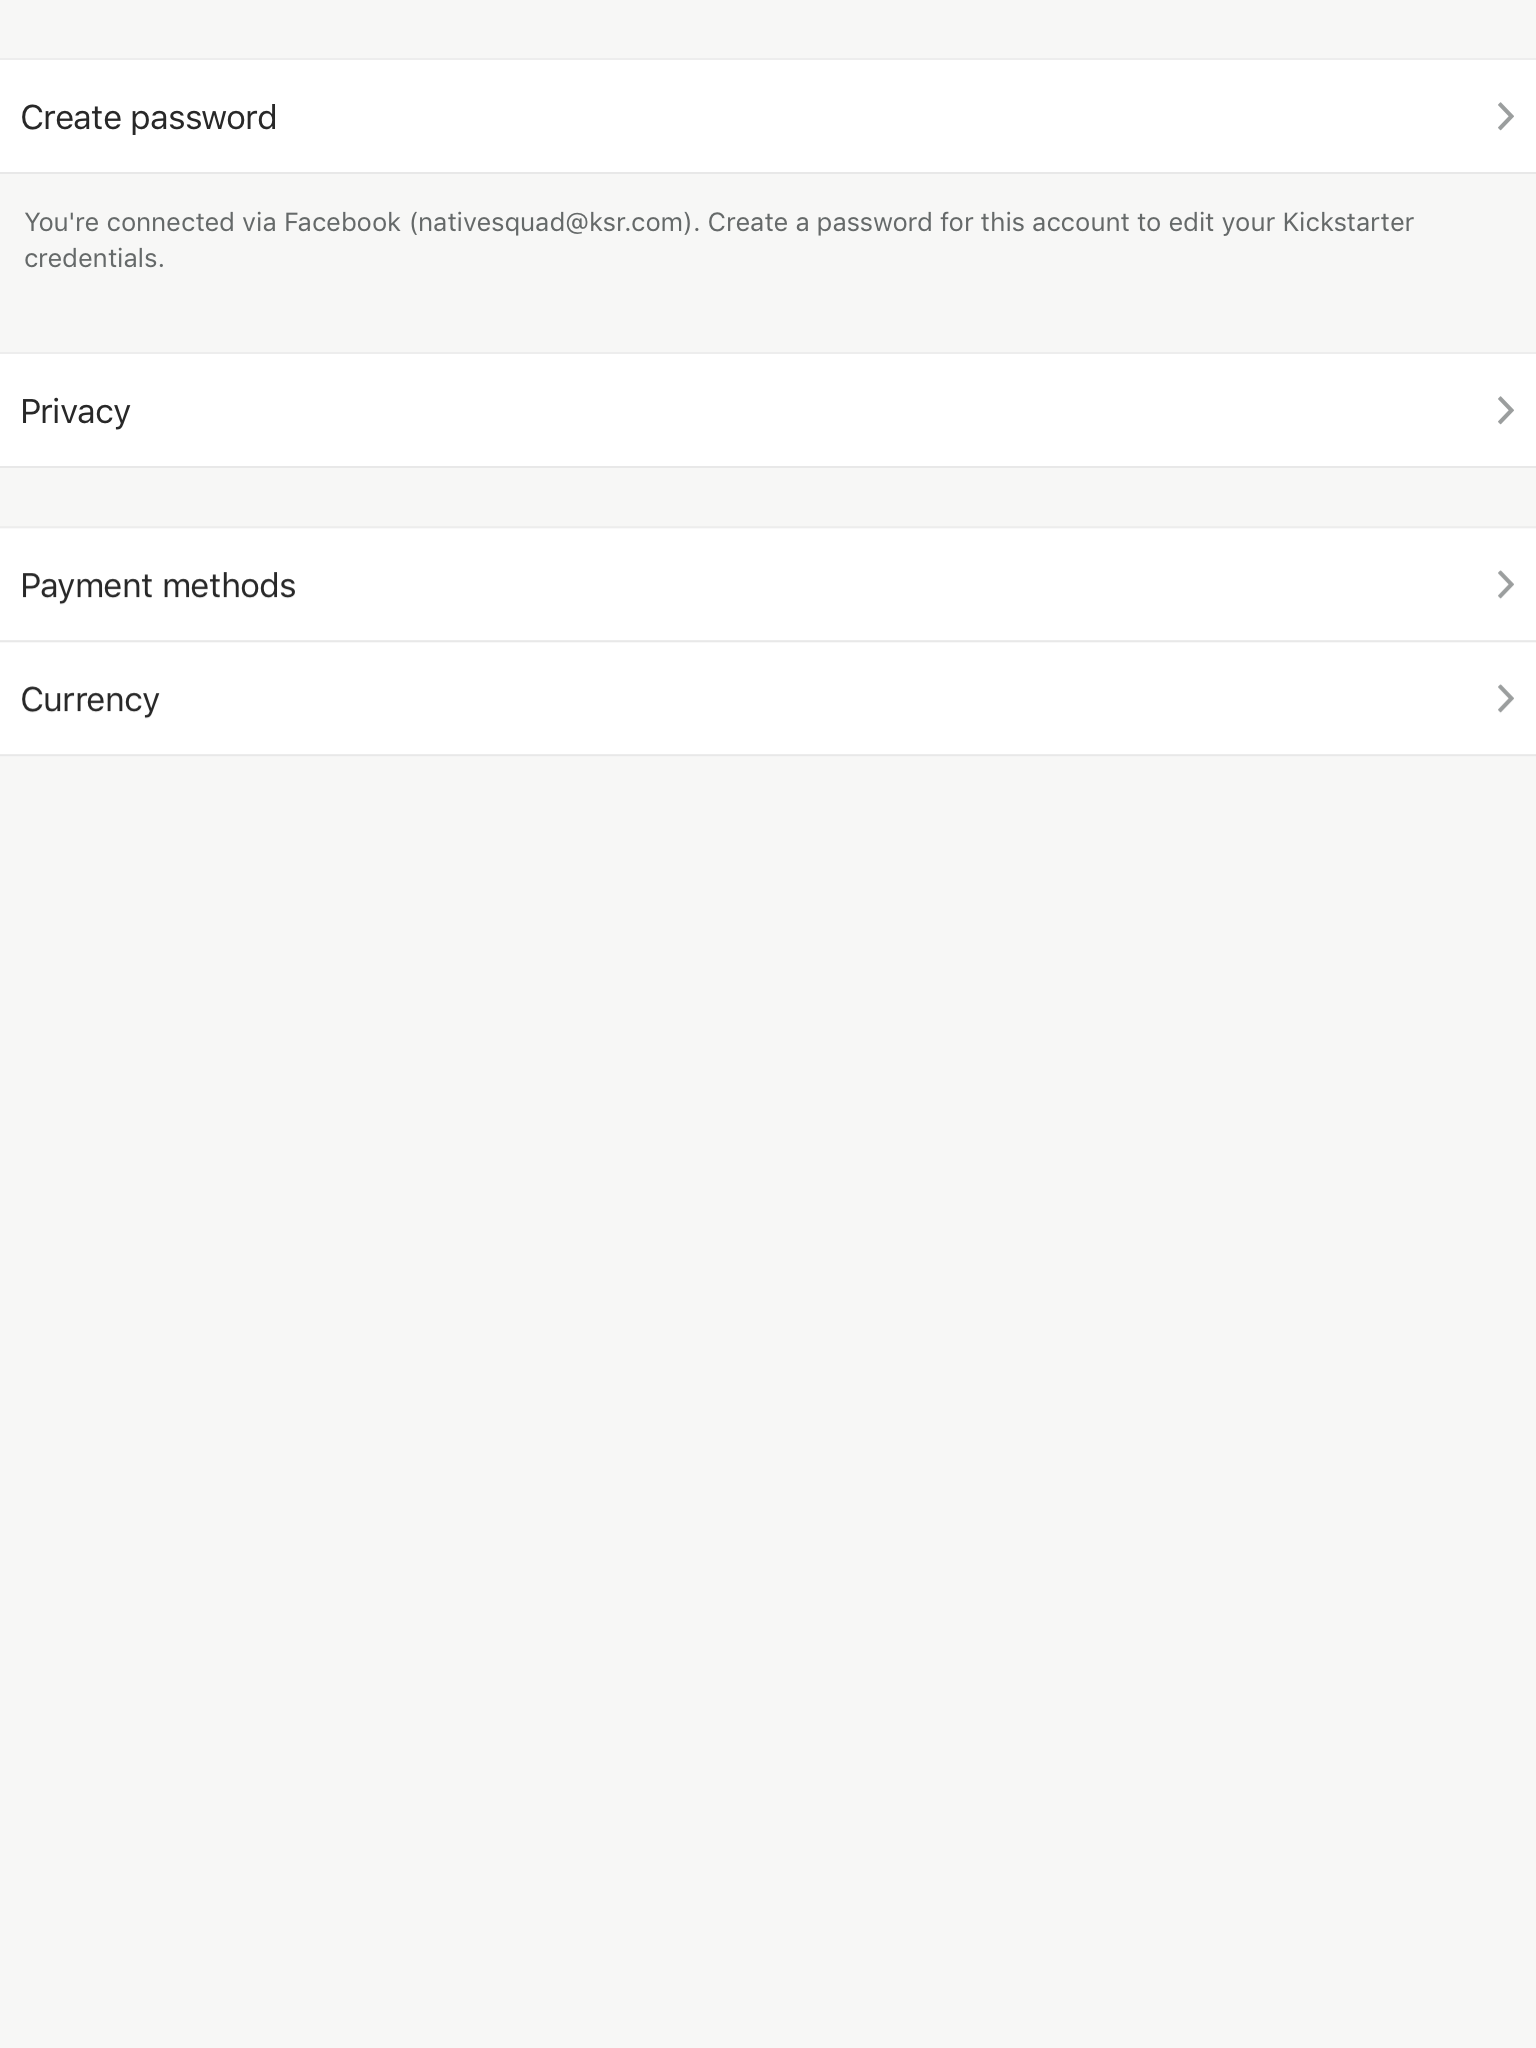 Create password
You're connected via Facebook (nativesquad@ksr.com). Create a password for this account to edit your Kickstarter
credentials.
Privacy
Payment methods
Currency